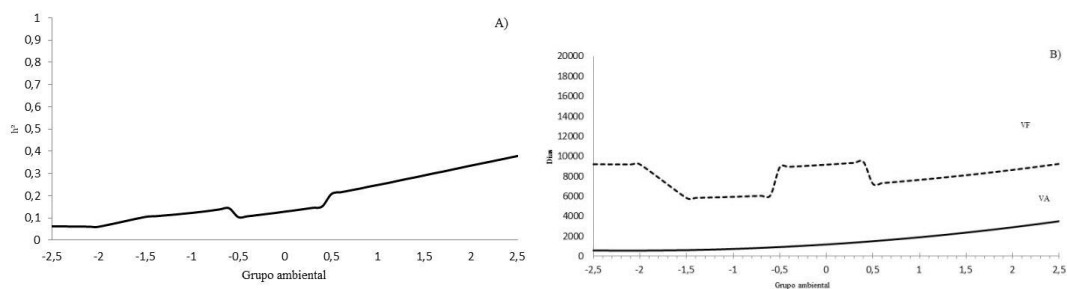 A)
1
0,9
0,8
0,7
0,6
0,5
0,4
0,3
0,2
0,1
0
h²
-2,5 -2 -1,5 -1 -0,5 0 0,5 1 1,5 2 2,5
Grupo ambiental
B)
20000
18000
16000
14000
12000
10000
8000
6000
4000
2000
0
Dias
VF
VA
-2,5 -2 -1,5 -1 -0,5 0 0,5 1 1,5 2 2,5
Grupo ambiental